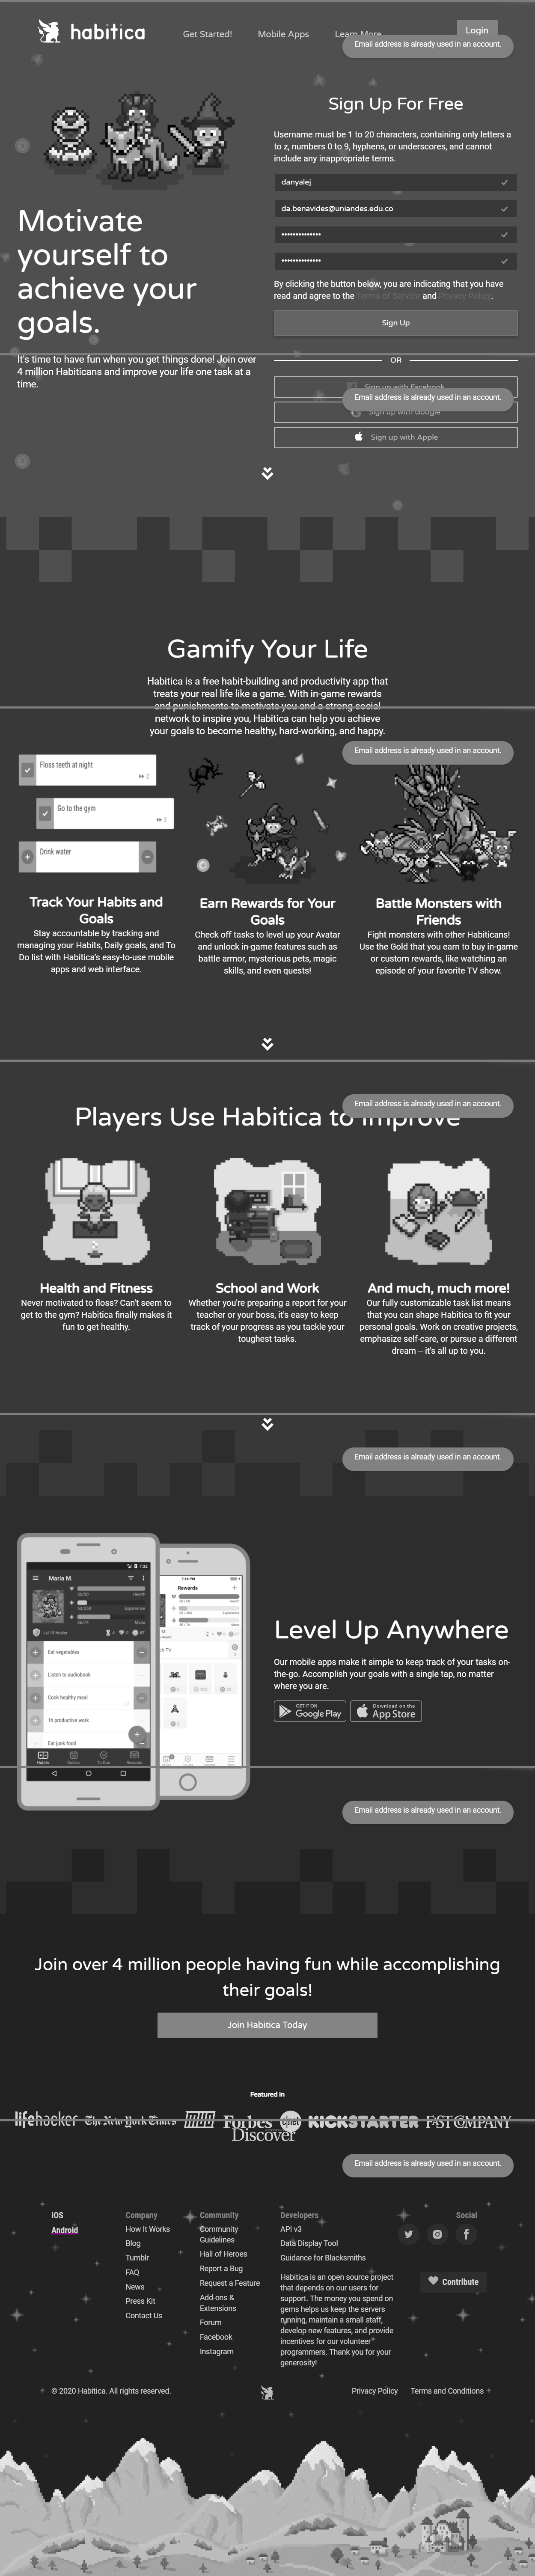 habitica
Get Started!
Mobile Apps
Learn More
Login
Email address is already used in an account.
Sign Up For Free
Username must be 1 to 20 characters, containing only letters a
to z, numbers 0 to 9, hyphens, or underscores, and cannot
include any inappropriate terms.
danyalej
da.benavides@uniandes.edu.co
••••••••••••••
••••••••••••••
By clicking the button below, you are indicating that you have
read and agree to the Terms of Service and Privacy Policy.
Sign Up
OR
Sign up with Facebook
Email address is already used in an account.
Sign up with Google
Sign up with Apple
Motivate
yourself to
achieve your
goals.
It's time to have fun when you get things done! Join over
4 million Habiticans and improve your life one task at a
time.
Gamify Your Life
Habitica is a free habit-building and productivity app that
treats your real life like a game. With in-game rewards
and punishments to motivate you and a strong social
network to inspire you, Habitica can help you achieve
your goals to become healthy, hard-working, and happy.
Email address is already used in an account.
Floss teeth at night
2
Go to the gym
3
Drink water
Track Your Habits and
Goals
Stay accountable by tracking and
managing your Habits, Daily goals, and To
Do list with Habitica's easy-to-use mobile
apps and web interface.
Earn Rewards for Your
Goals
Check off tasks to level up your Avatar
and unlock in-game features such as
battle armor, mysterious pets, magic
skills, and even quests!
Battle Monsters with
Friends
Fight monsters with other Habiticans!
Use the Gold that you earn to buy in-game
or custom rewards, like watching an
episode of your favorite TV show.
Email address is already used in an account.
Players Use Habitica to Improve
Health and Fitness
Never motivated to floss? Can't seem to
get to the gym? Habitica finally makes it
fun to get healthy.
School and Work
Whether you're preparing a report for your
teacher or your boss, it's easy to keep
track of your progress as you tackle your
toughest tasks.
And much, much more!
Our fully customizable task list means
that you can shape Habitica to fit your
personal goals. Work on creative projects,
emphasize self-care, or pursue a different
dream -- it's all up to you.
Email address is already used in an account.
7:32
Maria M.
50/50
Health
Experience
Mana
Lvl 15 Healer
Eat vegetables
Listen to audiobook
Cook healthy meal
1h productive work
Eat junk food
Habits
Dailies
To-Dos
Rewards
Rewards
Health
Experience
Mana
Level Up Anywhere
Our mobile apps make it simple to keep track of your tasks on-
the-go. Accomplish your goals with a single tap, no matter
where you are.
GET IT ON
Google Play
Download on the
App Store
Email address is already used in an account.
Join over 4 million people having fun while accomplishing
their goals!
Join Habitica Today
Featured in
lifehacker
The New York Times
Forbes
cnet
KICKSTARTER
FAST COMPANY
Discover
Email address is already used in an account.
iOS
Android
Company
How It Works
Blog
Tumblr
FAQ
News
Press Kit
Contact Us
Community
Community
Guidelines
Hall of Heroes
Report a Bug
Request a Feature
Add-ons &
Extensions
Forum
Facebook
Instagram
Developers
API v3
Data Display Tool
Guidance for Blacksmiths
Habitica is an open source project
that depends on our users for
support. The money you spend on
gems helps us keep the servers
running, maintain a small staff,
develop new features, and provide
incentives for our volunteer
programmers. Thank you for your
generosity!
Social
Contribute
© 2020 Habitica. All rights reserved.
Privacy Policy
Terms and Conditions